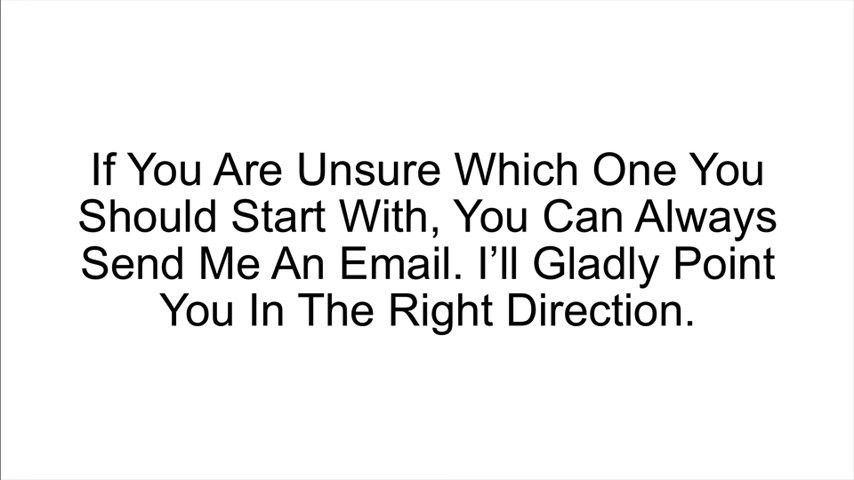 If You Are Unsure Which One You
Should Start With, You Can Always
Send Me An Email. I’ll Gladly Point
You In The Right Direction.